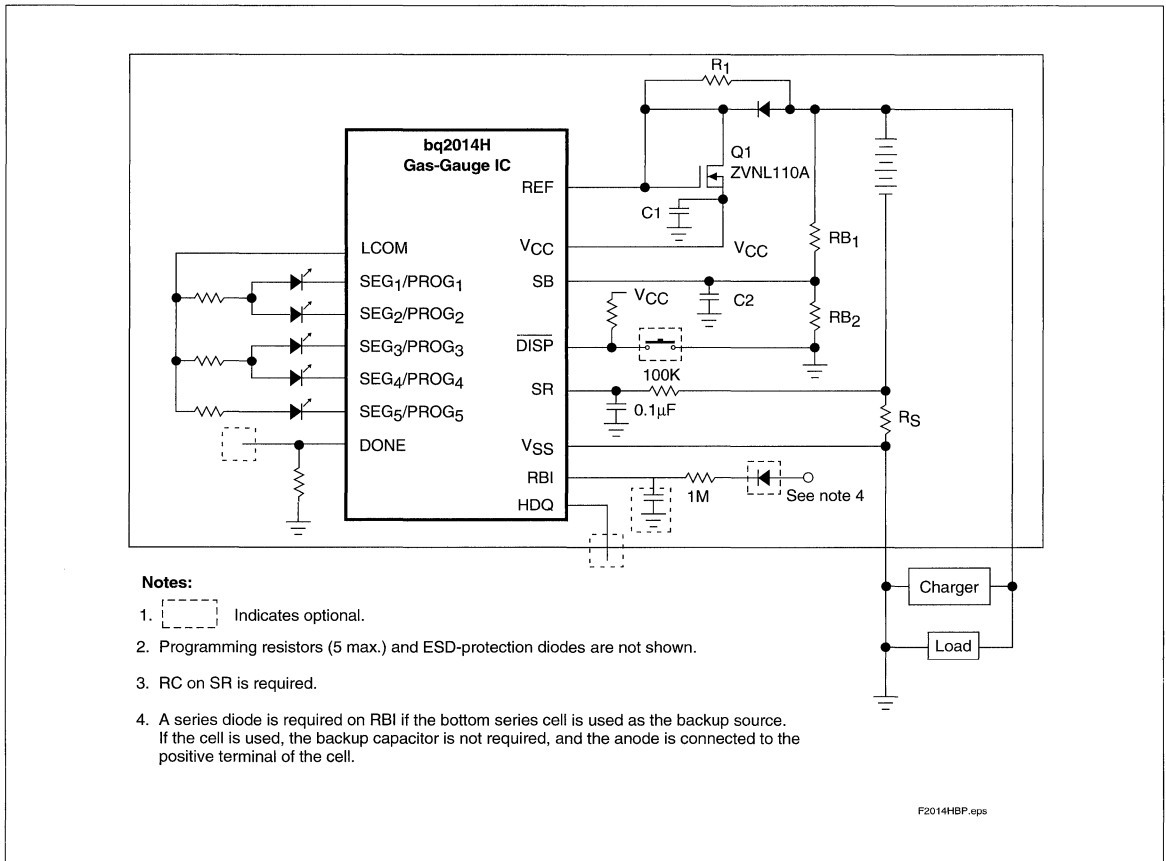 R1
bq2014H
Gas-Gauge IC
REF
Q1
ZVNL110A
C1
VCC
VCC
LCOM
SEG1/PROG1
SB
RB1
SEG2/PROG2
VCC
C2
RB2
SEG3/PROG3
DISP
SEG4/PROG4
100K
SR
SEG5/PROG5
0.1µF
RS
DONE
VSS
RBI
1M
See note 4
HDQ
Charger
Load
Notes:
1. Indicates optional.
2. Programming resistors (5 max.) and ESD-protection diodes are not shown.
3. RC on SR is required.
4. A series diode is required on RBI if the bottom series cell is used as the backup source.
If the cell is used, the backup capacitor is not required, and the anode is connected to the
positive terminal of the cell.
F2014HBP.eps